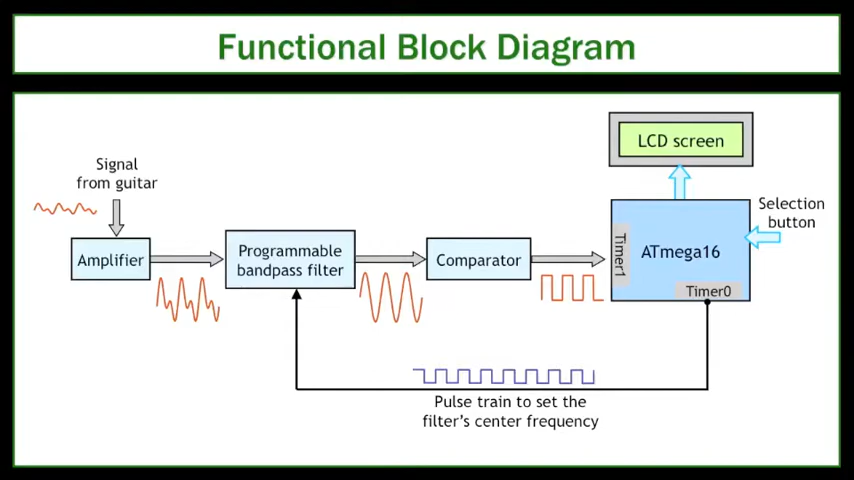 Functional Block Diagram
LCD screen
Signal
from guitar
Selection
button
Amplifier
Programmable
bandpass filter
Comparator
Timer1
ATmega16
Timer0
Pulse train to set the
filter's center frequency